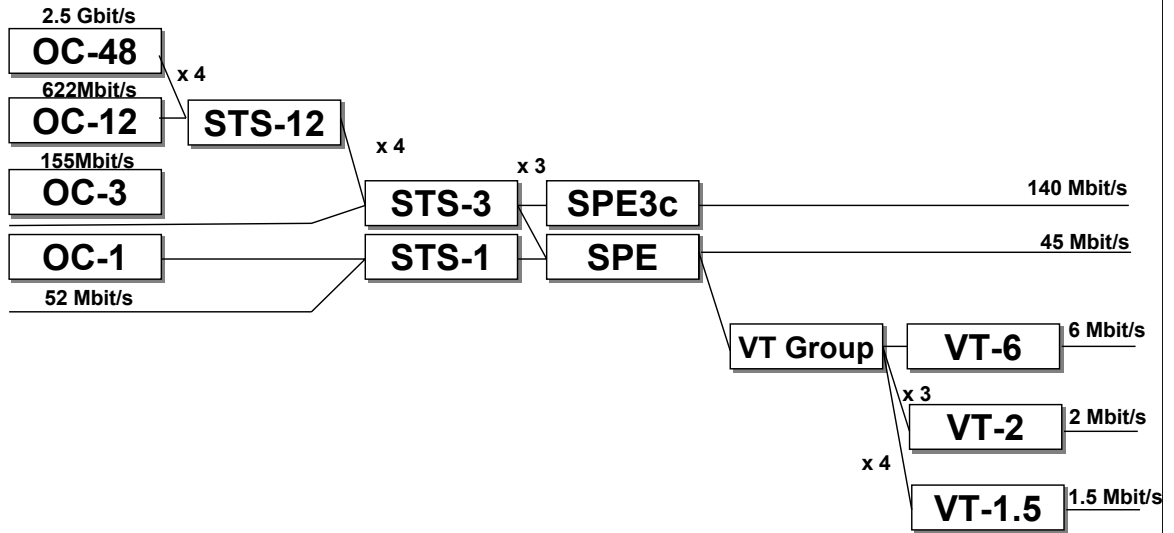 2.5 Gbit/s
OC-48
x 4
622Mbit/s
OC-12
STS-12
x 4
155Mbit/s
OC-3
x 3
STS-3
SPE3c
140 Mbit/s
OC-1
STS-1
SPE
45 Mbit/s
52 Mbit/s
VT Group
VT-6
6 Mbit/s
x 3
VT-2
2 Mbit/s
x 4
VT-1.5
1.5 Mbit/s